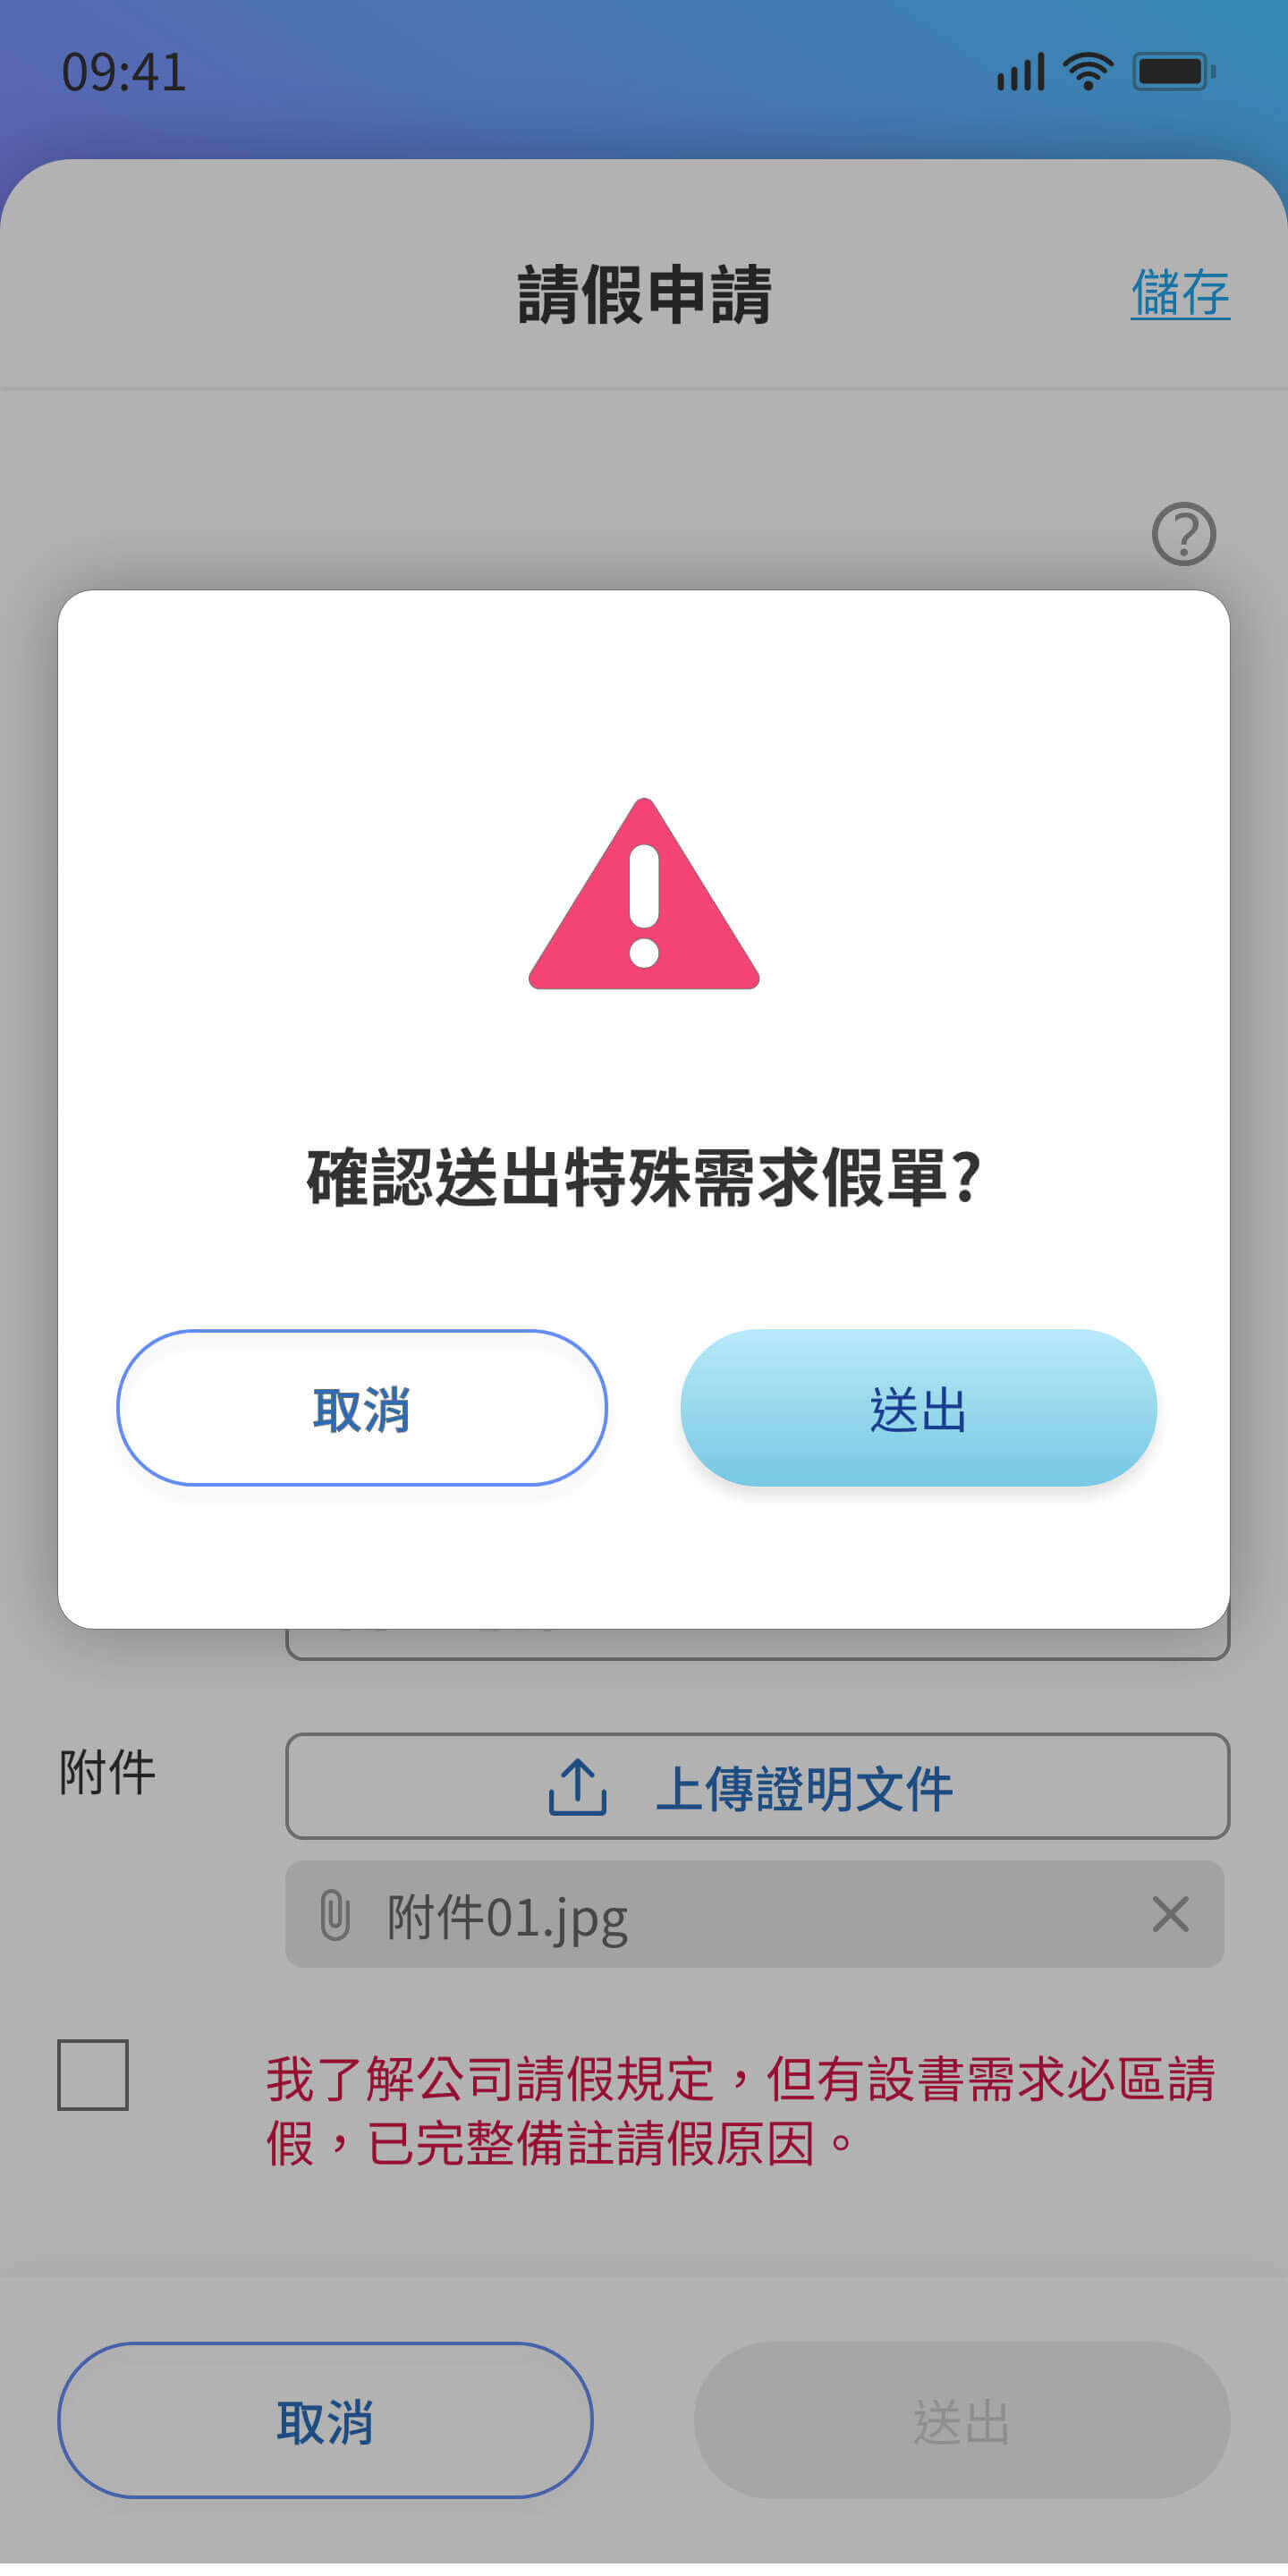 09:41
請假申請
儲存
確認送出特殊需求假單?
取消
送出
附件
上傳證明文件
附件01.jpg
我了解公司請假規定，但有設書需求必區請
假，已完整備註請假原因。
取消
送出